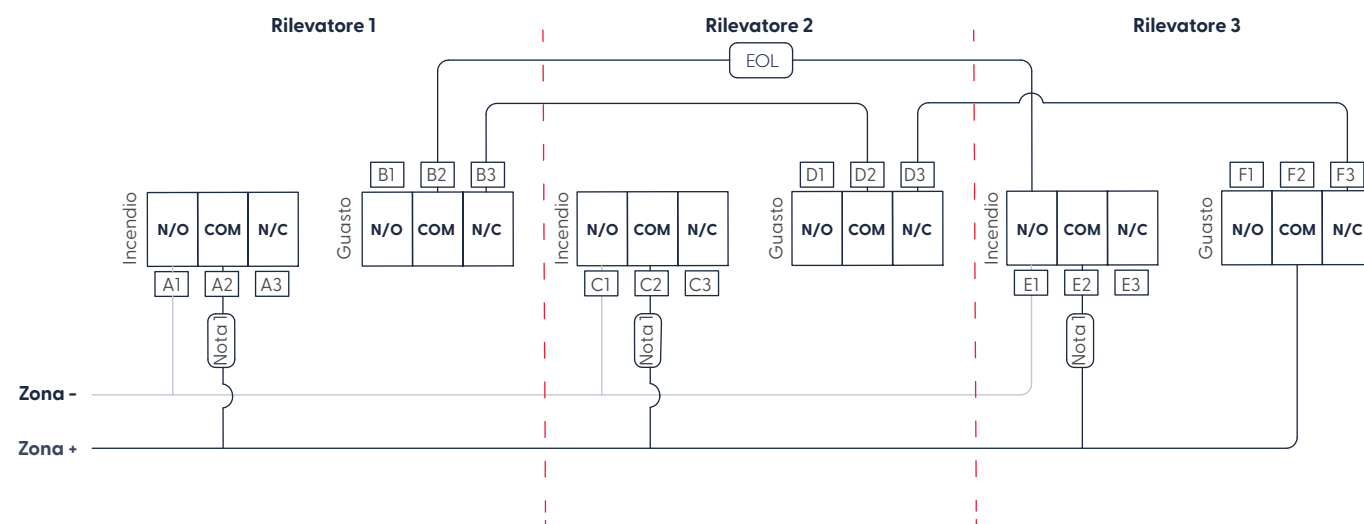 Rilevatore 1
Rilevatore 2
Rilevatore 3
EOL
B1 B2 B3
D1 D2 D3
F1 F2 F3
Incendio
N/O COM N/C
Guasto
N/O COM N/C
Incendio
N/O COM N/C
Guasto
N/O COM N/C
Incendio
N/O COM N/C
Guasto
N/O COM N/C
A1 A2 A3
C1 C2 C3
E1 E2 E3
Nota 1
Nota 1
Nota 1
Zona -
Zona +